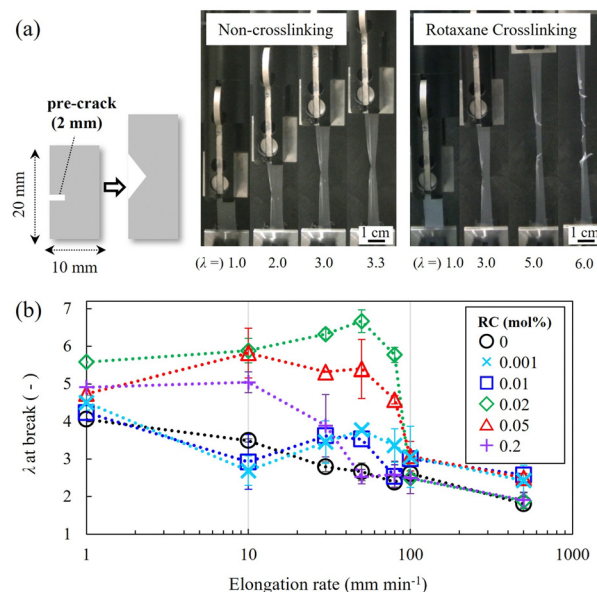 (a)
Non-crosslinking
Rotaxane Crosslinking
pre-crack
(2 mm)
20 mm
10 mm
1 cm
1 cm
(λ =) 1.0 2.0 3.0 3.3
(λ =) 1.0 3.0 5.0 6.0
(b)
7
6
5
4
3
2
1
λ at break ( - )
RC (mol%)
0
0.001
0.01
0.02
0.05
0.2
1 10 100 1000
Elongation rate (mm min⁻¹)